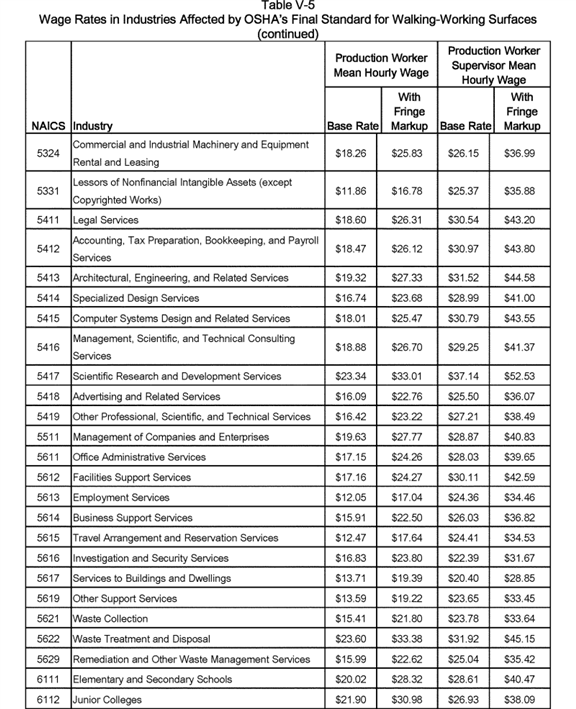 Table V-5
Wage Rates in Industries Affected by OSHA's Final Standard for Walking-Working Surfaces
(continued)
Production Worker Mean Hourly Wage | Production Worker Supervisor Mean Hourly Wage
NAICS | Industry | Base Rate | With Fringe Markup | Base Rate | With Fringe Markup
5324 | Commercial and Industrial Machinery and Equipment Rental and Leasing | $18.26 | $25.83 | $26.15 | $36.99
5331 | Lessors of Nonfinancial Intangible Assets (except Copyrighted Works) | $11.86 | $16.78 | $25.37 | $35.88
5411 | Legal Services | $18.60 | $26.31 | $30.54 | $43.20
5412 | Accounting, Tax Preparation, Bookkeeping, and Payroll Services | $18.47 | $26.12 | $30.97 | $43.80
5413 | Architectural, Engineering, and Related Services | $19.32 | $27.33 | $31.52 | $44.58
5414 | Specialized Design Services | $16.74 | $23.68 | $28.99 | $41.00
5415 | Computer Systems Design and Related Services | $18.01 | $25.47 | $30.79 | $43.55
5416 | Management, Scientific, and Technical Consulting Services | $18.88 | $26.70 | $29.25 | $41.37
5417 | Scientific Research and Development Services | $23.34 | $33.01 | $37.14 | $52.53
5418 | Advertising and Related Services | $16.09 | $22.76 | $25.50 | $36.07
5419 | Other Professional, Scientific, and Technical Services | $16.42 | $23.22 | $27.21 | $38.49
5511 | Management of Companies and Enterprises | $19.63 | $27.77 | $28.87 | $40.83
5611 | Office Administrative Services | $17.15 | $24.26 | $28.03 | $39.65
5612 | Facilities Support Services | $17.16 | $24.27 | $30.11 | $42.59
5613 | Employment Services | $12.05 | $17.04 | $24.36 | $34.46
5614 | Business Support Services | $15.91 | $22.50 | $26.03 | $36.82
5615 | Travel Arrangement and Reservation Services | $12.47 | $17.64 | $24.41 | $34.53
5616 | Investigation and Security Services | $16.83 | $23.80 | $22.39 | $31.67
5617 | Services to Buildings and Dwellings | $13.71 | $19.39 | $20.40 | $28.85
5619 | Other Support Services | $13.59 | $19.22 | $23.65 | $33.45
5621 | Waste Collection | $15.41 | $21.80 | $23.78 | $33.64
5622 | Waste Treatment and Disposal | $23.60 | $33.38 | $31.92 | $45.15
5629 | Remediation and Other Waste Management Services | $15.99 | $22.62 | $25.04 | $35.42
6111 | Elementary and Secondary Schools | $20.02 | $28.32 | $28.61 | $40.47
6112 | Junior Colleges | $21.90 | $30.98 | $26.93 | $38.09